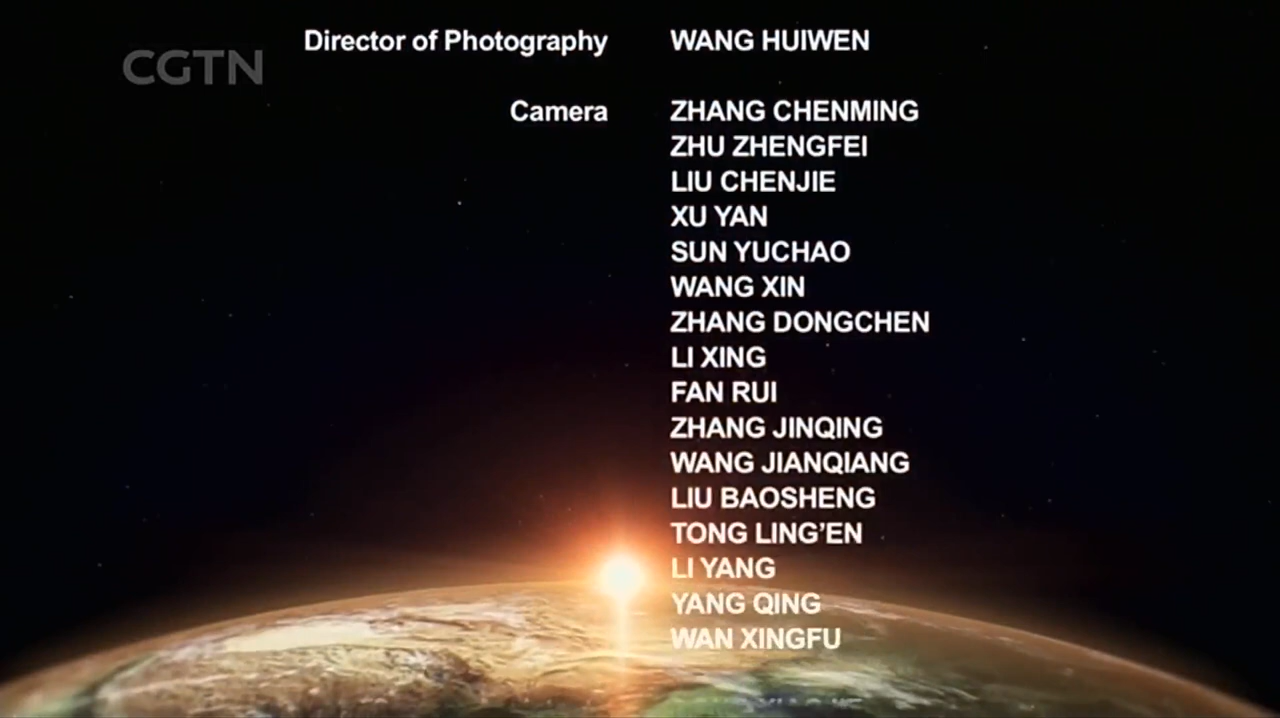 CGTN
Director of Photography WANG HUIWEN
Camera ZHANG CHENMING
ZHU ZHENGFEI
LIU CHENJIE
XU YAN
SUN YUCHAO
WANG XIN
ZHANG DONGCHEN
LI XING
FAN RUI
ZHANG JINQING
WANG JIANQIANG
LIU BAOSHENG
TONG LING’EN
LI YANG
YANG QING
WAN XINGFU